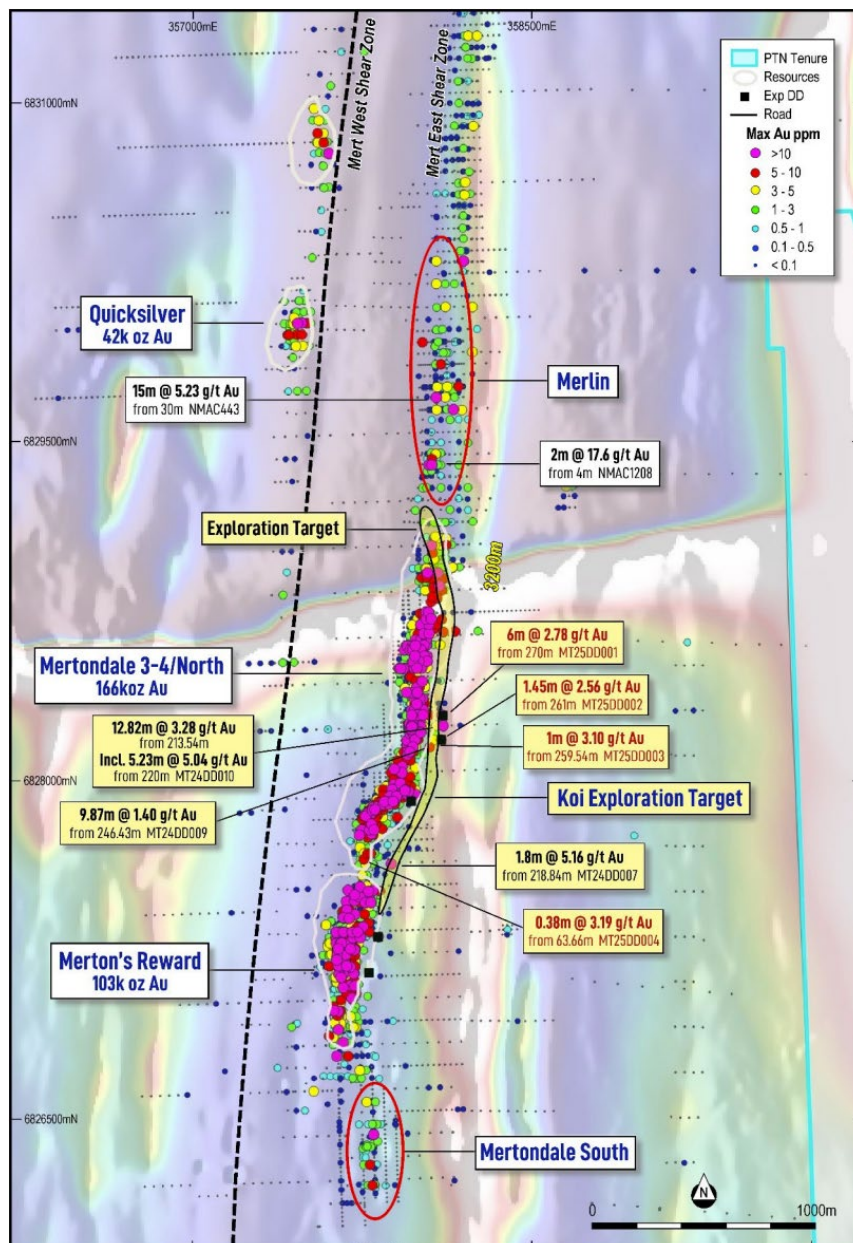 357000mE
358500mE
6831000mN
Mert West Shear Zone
Mert East Shear Zone
PTN Tenure
Resources
Exp DD
Road
Max Au ppm
>10
5 - 10
3 - 5
1 - 3
0.5 - 1
0.1 - 0.5
< 0.1
Quicksilver
42k oz Au
15m @ 5.23 g/t Au
from 30m NMAC443
Merlin
6829500mN
2m @ 17.6 g/t Au
from 4m NMAC1208
Exploration Target
3200m
6m @ 2.78 g/t Au
from 270m MT25DD001
Mertondale 3-4/North
166koz Au
1.45m @ 2.56 g/t Au
from 261m MT25DD002
12.82m @ 3.28 g/t Au
from 213.54m
Incl. 5.23m @ 5.04 g/t Au
from 220m MT24DD010
1m @ 3.10 g/t Au
from 259.54m MT25DD003
6828000mN
Koi Exploration Target
9.87m @ 1.40 g/t Au
from 246.43m MT24DD009
1.8m @ 5.16 g/t Au
from 218.84m MT24DD007
0.38m @ 3.19 g/t Au
from 63.66m MT25DD004
Merton's Reward
103k oz Au
6826500mN
Mertondale South
N
0
1000m